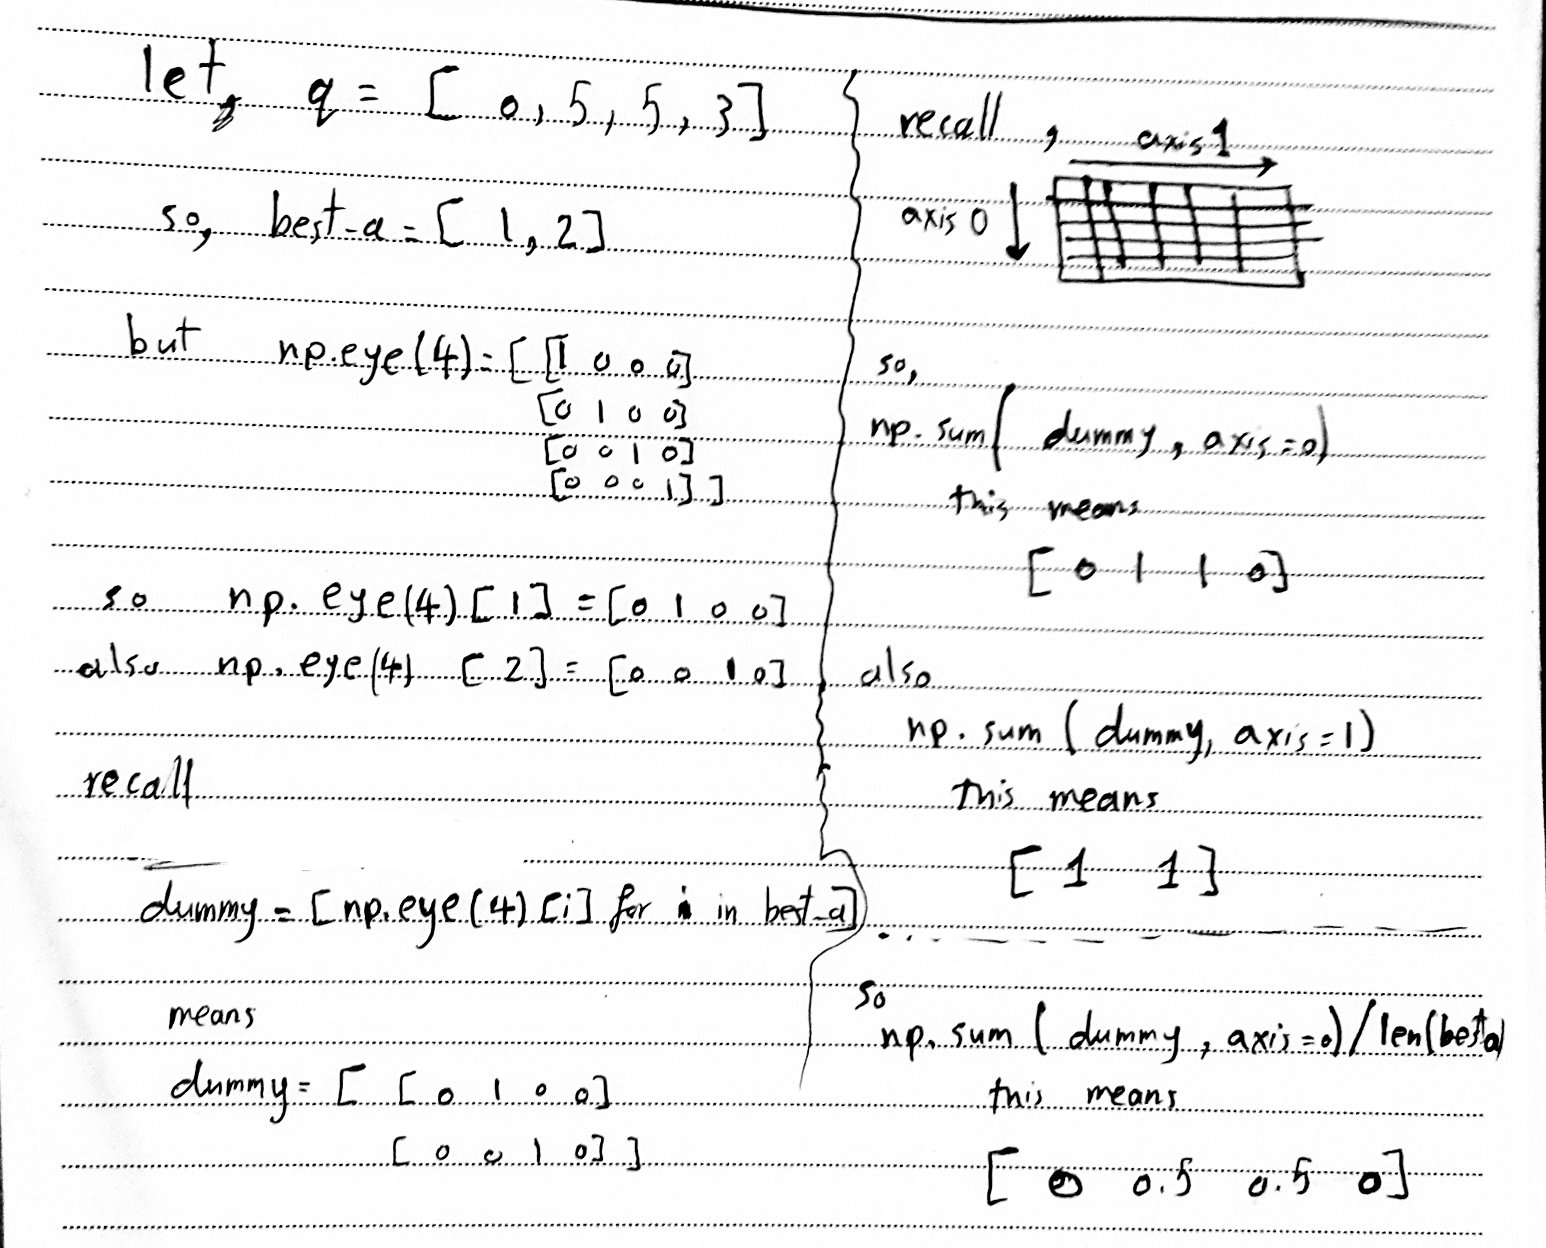 let, q = [ 0, 5, 5, 3]
so, best-a = [ 1, 2]
but np.eye(4) = [ [1 0 0 0]
[0 1 0 0]
[0 0 1 0]
[0 0 0 1] ]
so np. eye(4) [ 1] = [0 1 0 0]
also np. eye(4) [ 2] = [0 0 1 0]
recall
dummy = [np.eye(4) [i] for i in best-a]
means
dummy = [ [ 0 1 0 0]
[ 0 0 1 0] ]
recall,
axis 1
axis 0
so,
np. sum( dummy, axis=0)
this means
[ 0 1 1 0]
also
np. sum ( dummy, axis = 1)
This means
[ 1 1 ]
so
np. sum ( dummy, axis=0) / len(best a)
this means
[ 0 0.5 0.5 0]